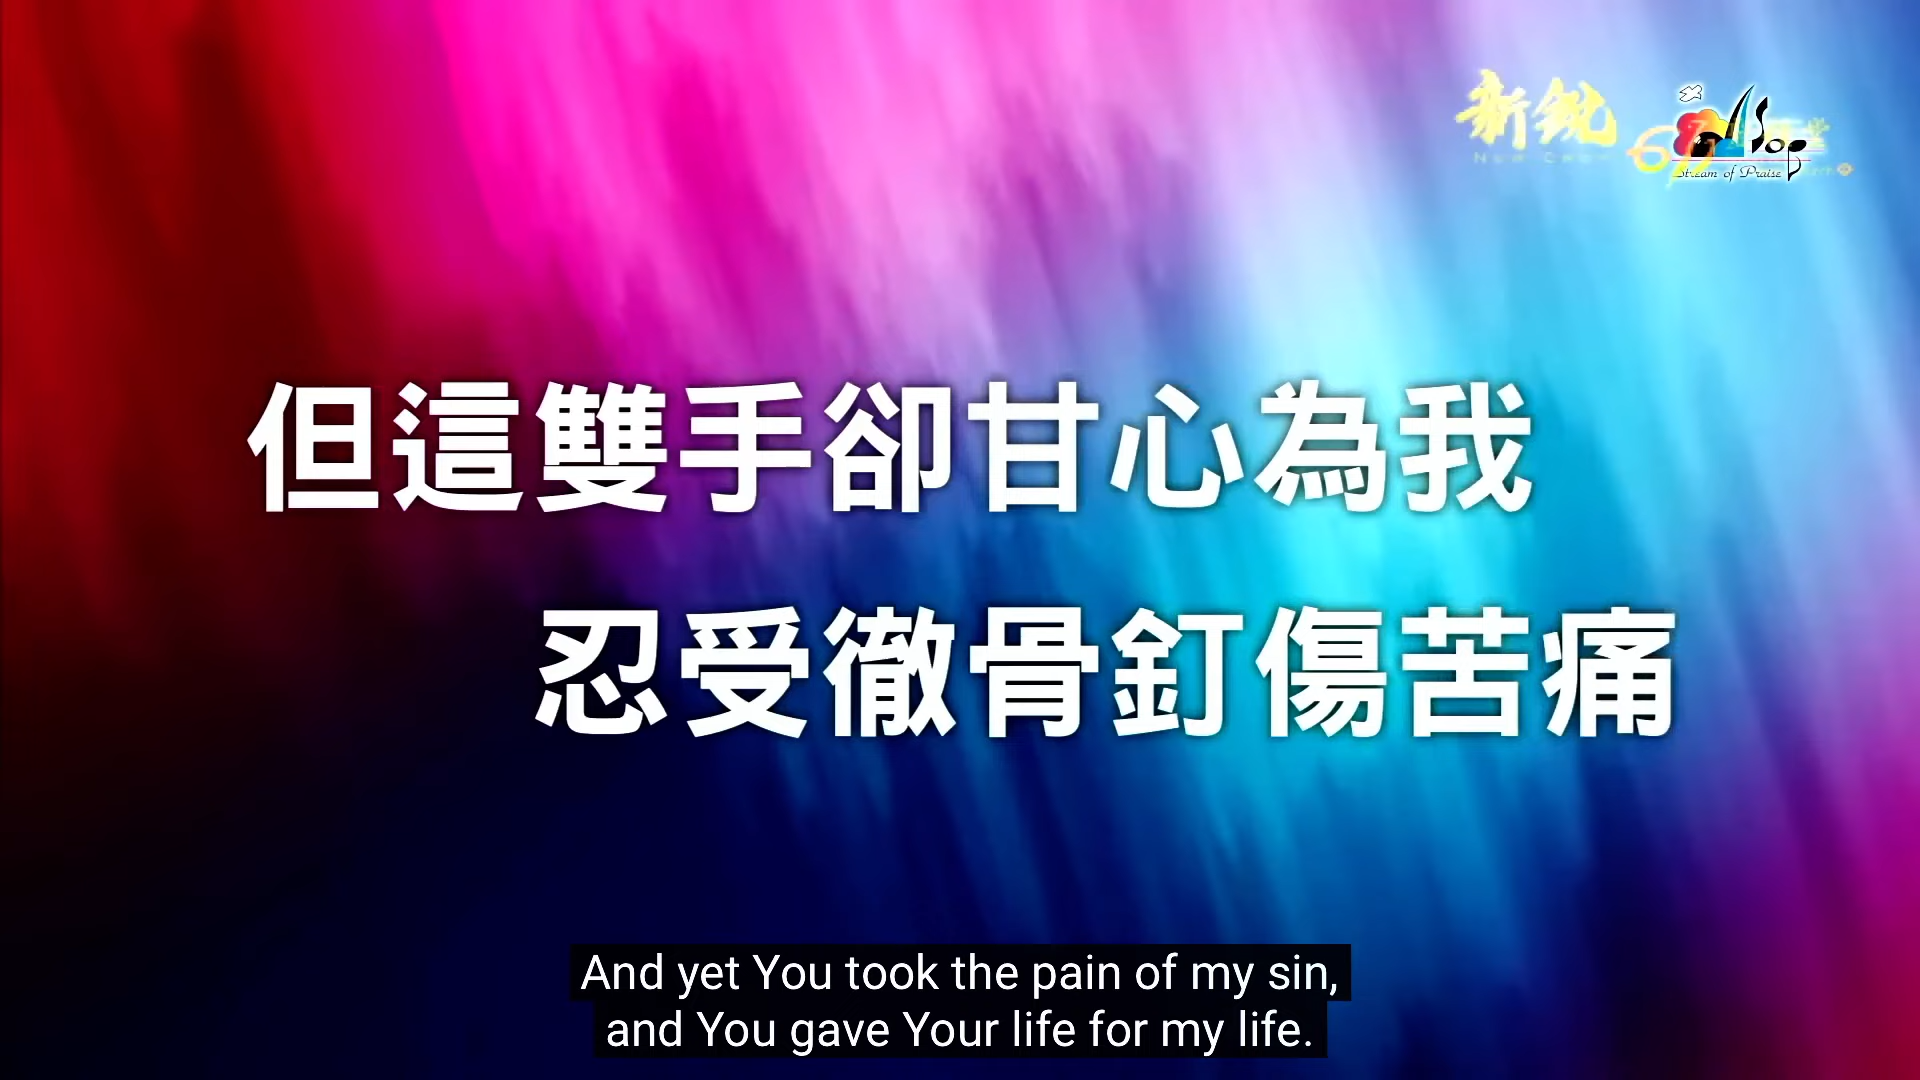 新銳
Sop
Stream of Praise
但這雙手卻甘心為我
忍受徹骨釘傷苦痛
And yet You took the pain of my sin,
and You gave Your life for my life.